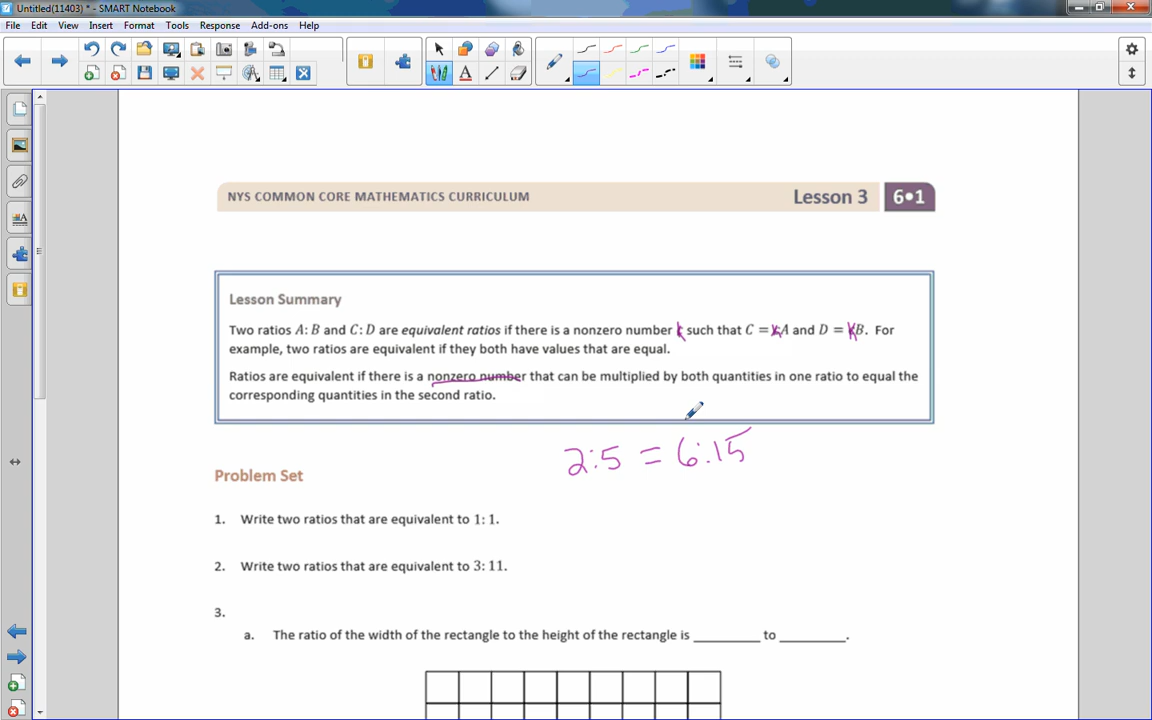 Untitled(11403) * - SMART Notebook
File Edit View Insert Format Tools Response Add-ons Help
NYS COMMON CORE MATHEMATICS CURRICULUM Lesson 3 6•1
Lesson Summary
Two ratios A: B and C: D are equivalent ratios if there is a nonzero number k such that C = kA and D = kB. For
example, two ratios are equivalent if they both have values that are equal.
Ratios are equivalent if there is a nonzero number that can be multiplied by both quantities in one ratio to equal the
corresponding quantities in the second ratio.
2:5 = 6:15
Problem Set
1. Write two ratios that are equivalent to 1: 1.
2. Write two ratios that are equivalent to 3: 11.
3.
a. The ratio of the width of the rectangle to the height of the rectangle is __________ to __________.